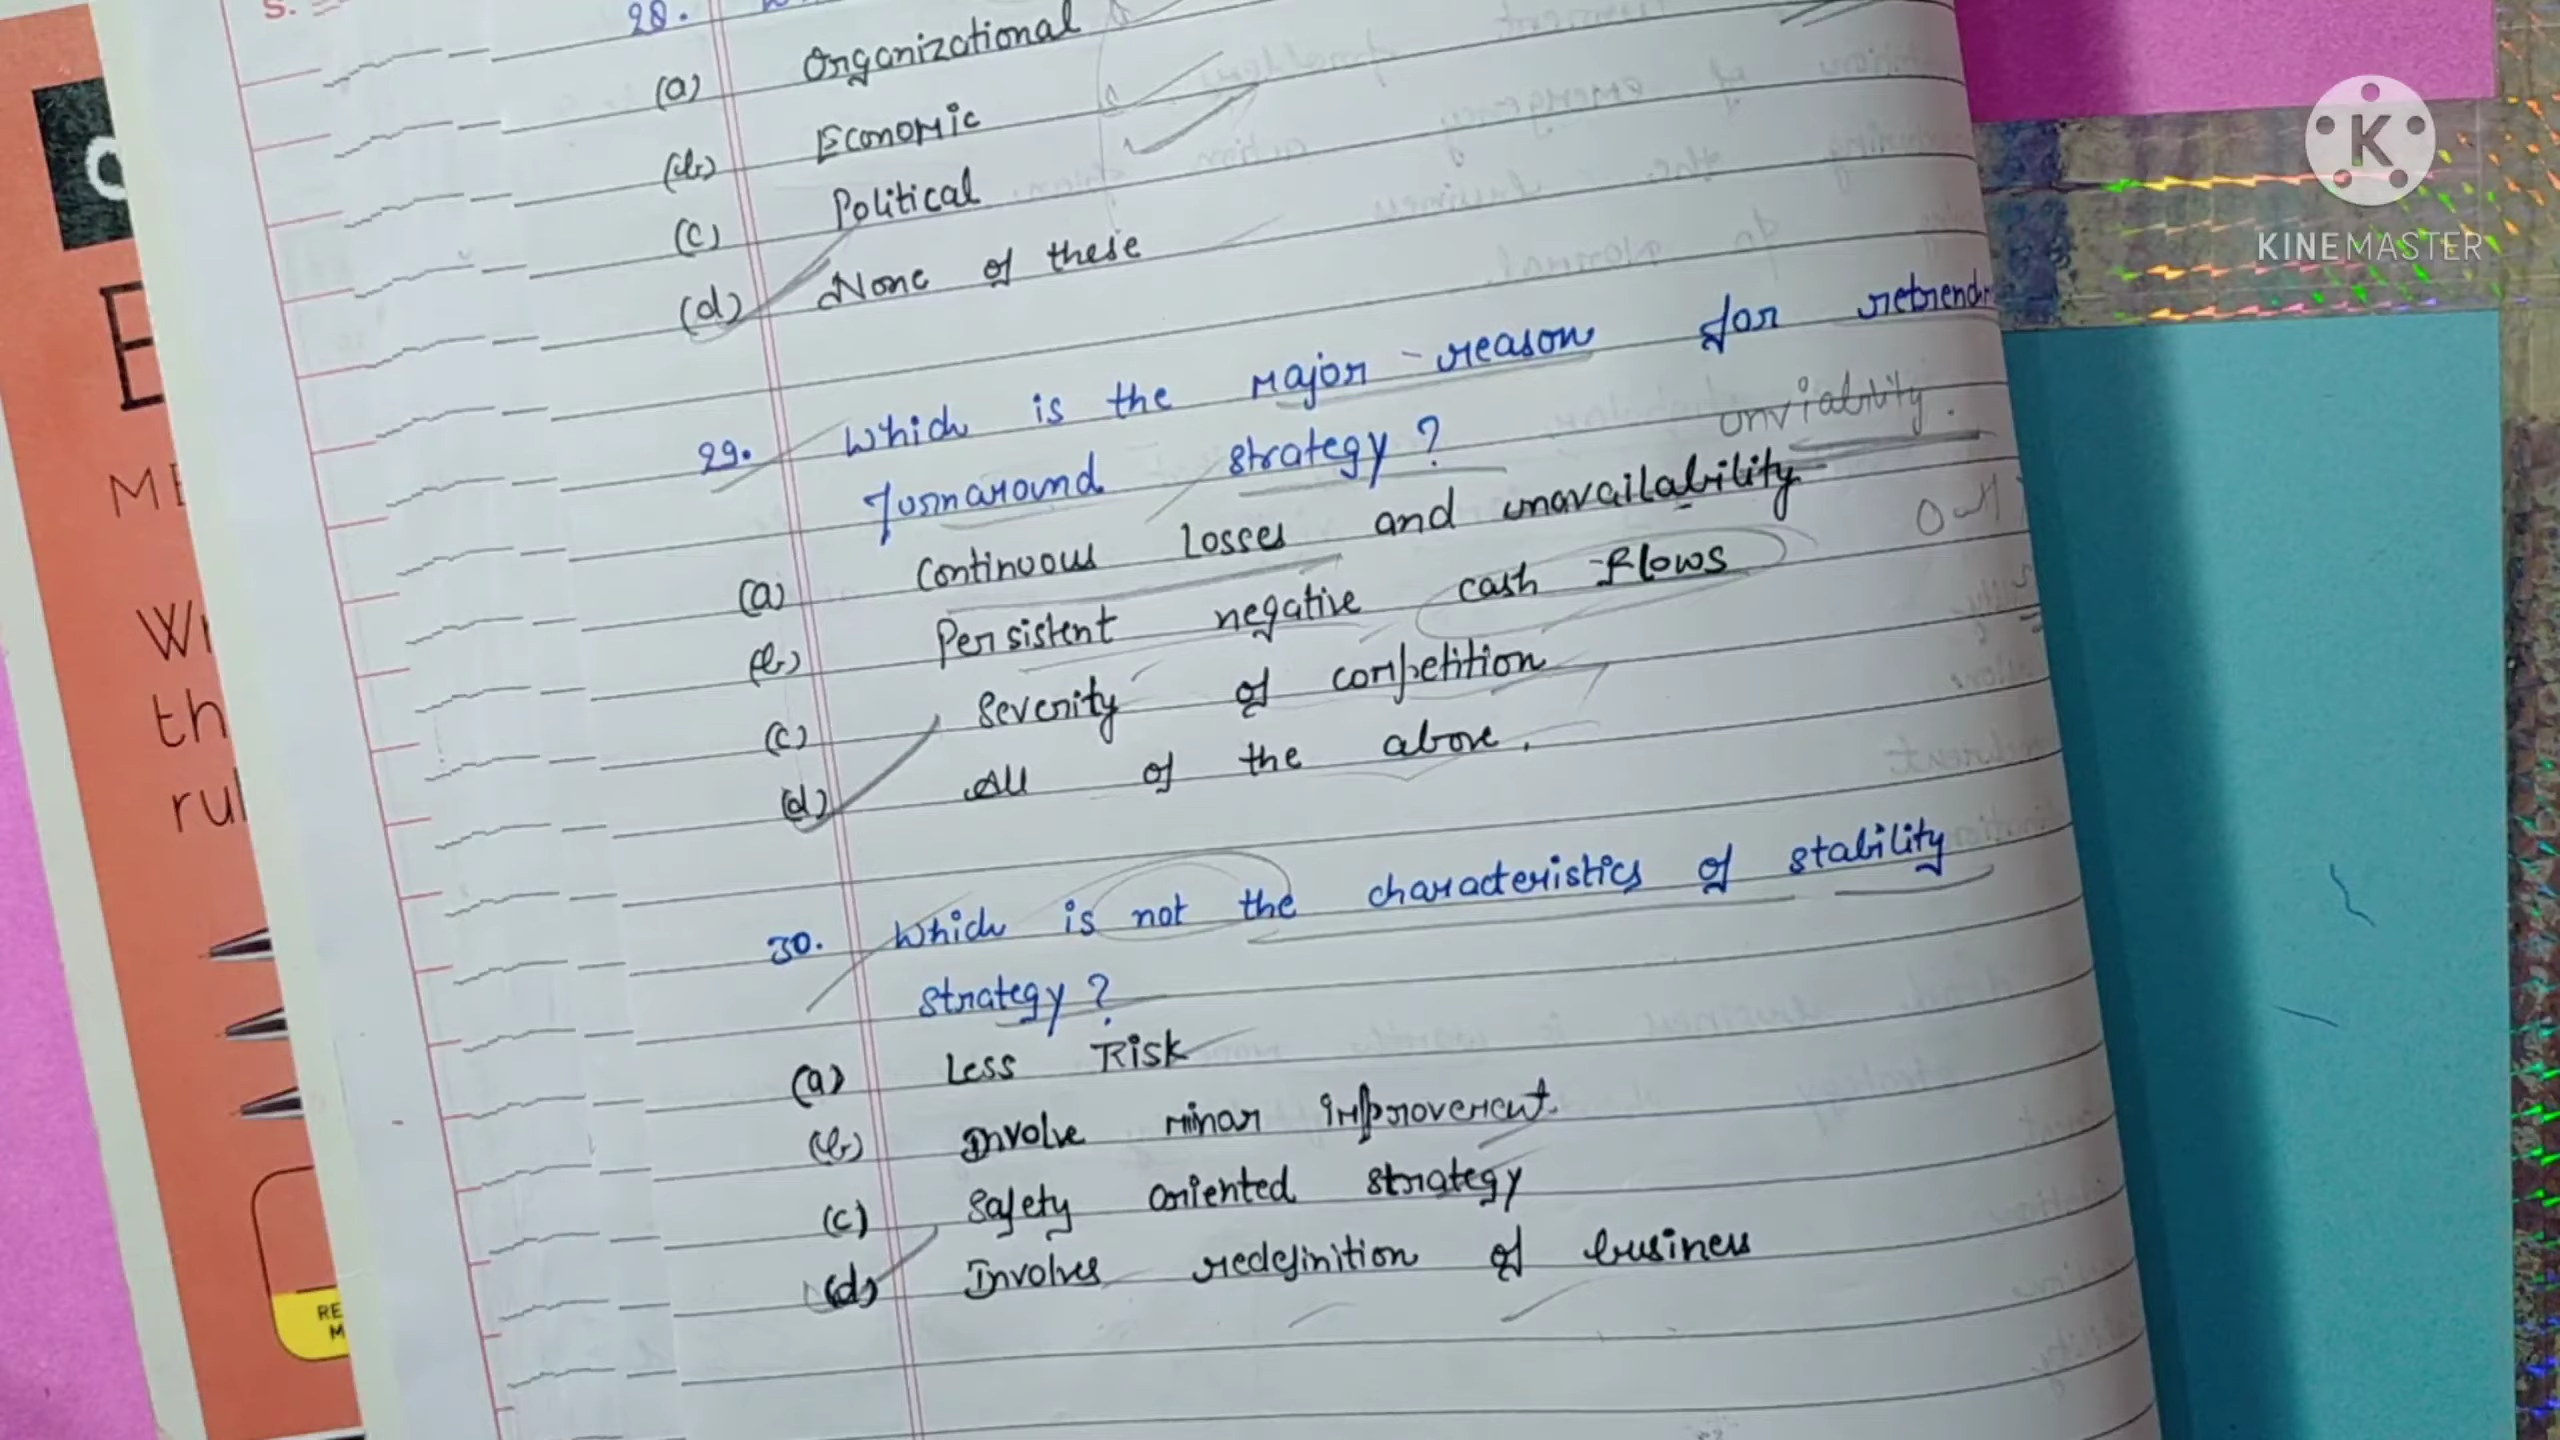 28.
(a) Organizational
(b) Economic
(c) Political
(d) None of these
29. Which is the Major reason for
Turnaround strategy?
unviability.
(a) Continuous Losses and unavailability
(b) Persistent negative cash flows
(c) Severity of competition
(d) All of the above.
30. Which is not the characteristics of stability
strategy?
(a) Less Risk
(b) Involve Minor improvement.
(c) Safety oriented strategy
(d) Involves redefinition of business
KINEMASTER
K